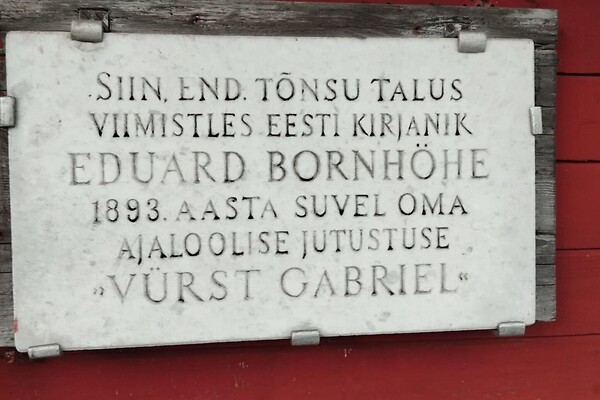 SIIN, END. TÕNSU TALUS
VIIMISTLES EESTI KIRJANIK
EDUARD BORNHÖHE
1893. AASTA SUVEL OMA
AJALOOLISE JUTUSTUSE
»VÜRST GABRIEL«